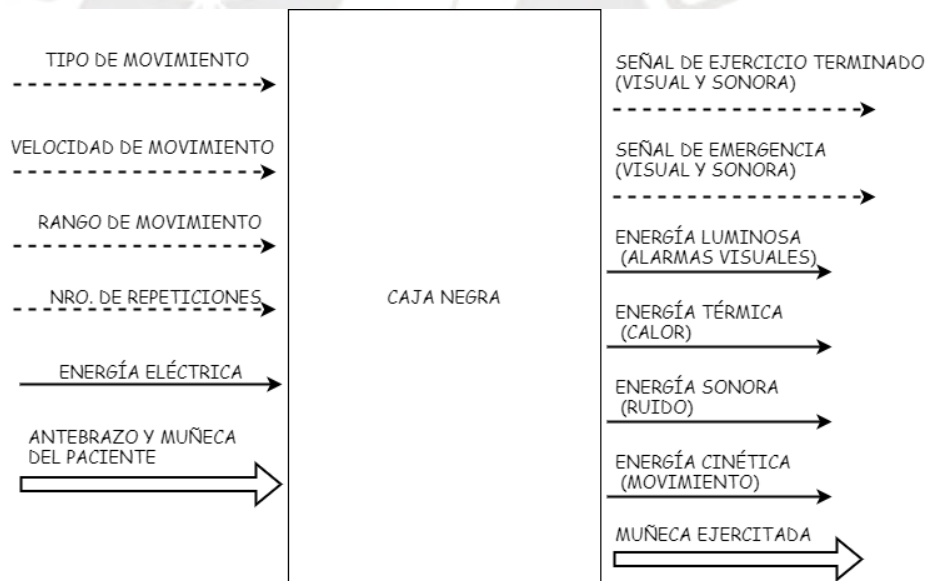 TIPO DE MOVIMIENTO
VELOCIDAD DE MOVIMIENTO
RANGO DE MOVIMIENTO
NRO. DE REPETICIONES
ENERGÍA ELÉCTRICA
ANTEBRAZO Y MUÑECA
DEL PACIENTE
CAJA NEGRA
SEÑAL DE EJERCICIO TERMINADO
(VISUAL Y SONORA)
SEÑAL DE EMERGENCIA
(VISUAL Y SONORA)
ENERGÍA LUMINOSA
(ALARMAS VISUALES)
ENERGÍA TÉRMICA
(CALOR)
ENERGÍA SONORA
(RUIDO)
ENERGÍA CINÉTICA
(MOVIMIENTO)
MUÑECA EJERCITADA